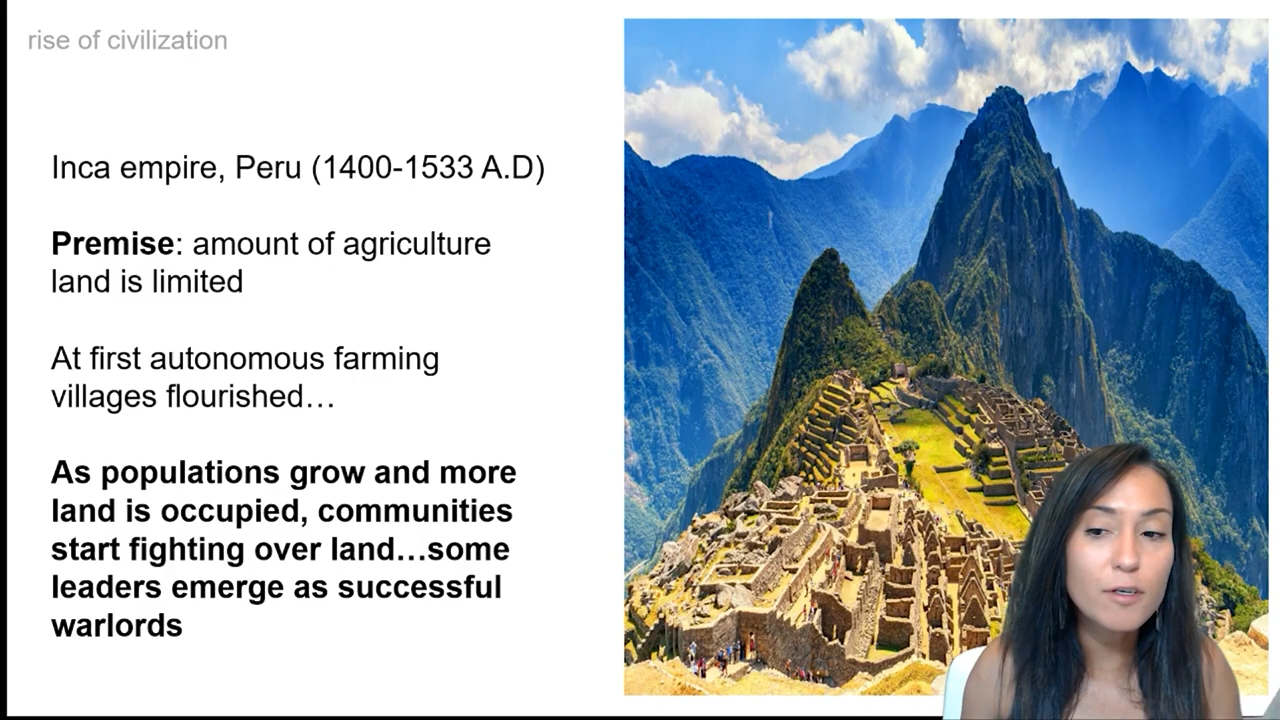 rise of civilization
Inca empire, Peru (1400-1533 A.D)
Premise: amount of agriculture
land is limited
At first autonomous farming
villages flourished…
As populations grow and more
land is occupied, communities
start fighting over land…some
leaders emerge as successful
warlords